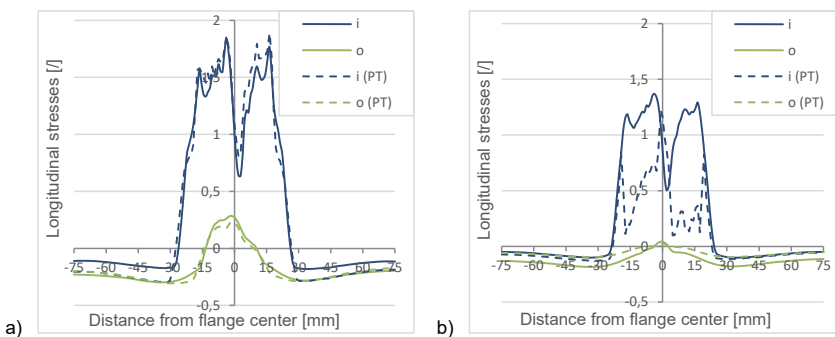 a)
Longitudinal stresses [/]
2
1,5
1
0,5
0
-0,5
-75 -60 -45 -30 -15 0 15 30 45 60 75
Distance from flange center [mm]
i
o
i (PT)
o (PT)
b)
Longitudinal stresses [/]
2
1,5
1
0,5
0
-0,5
-75 -60 -45 -30 -15 0 15 30 45 60 75
Distance from flange center [mm]
i
o
i (PT)
o (PT)